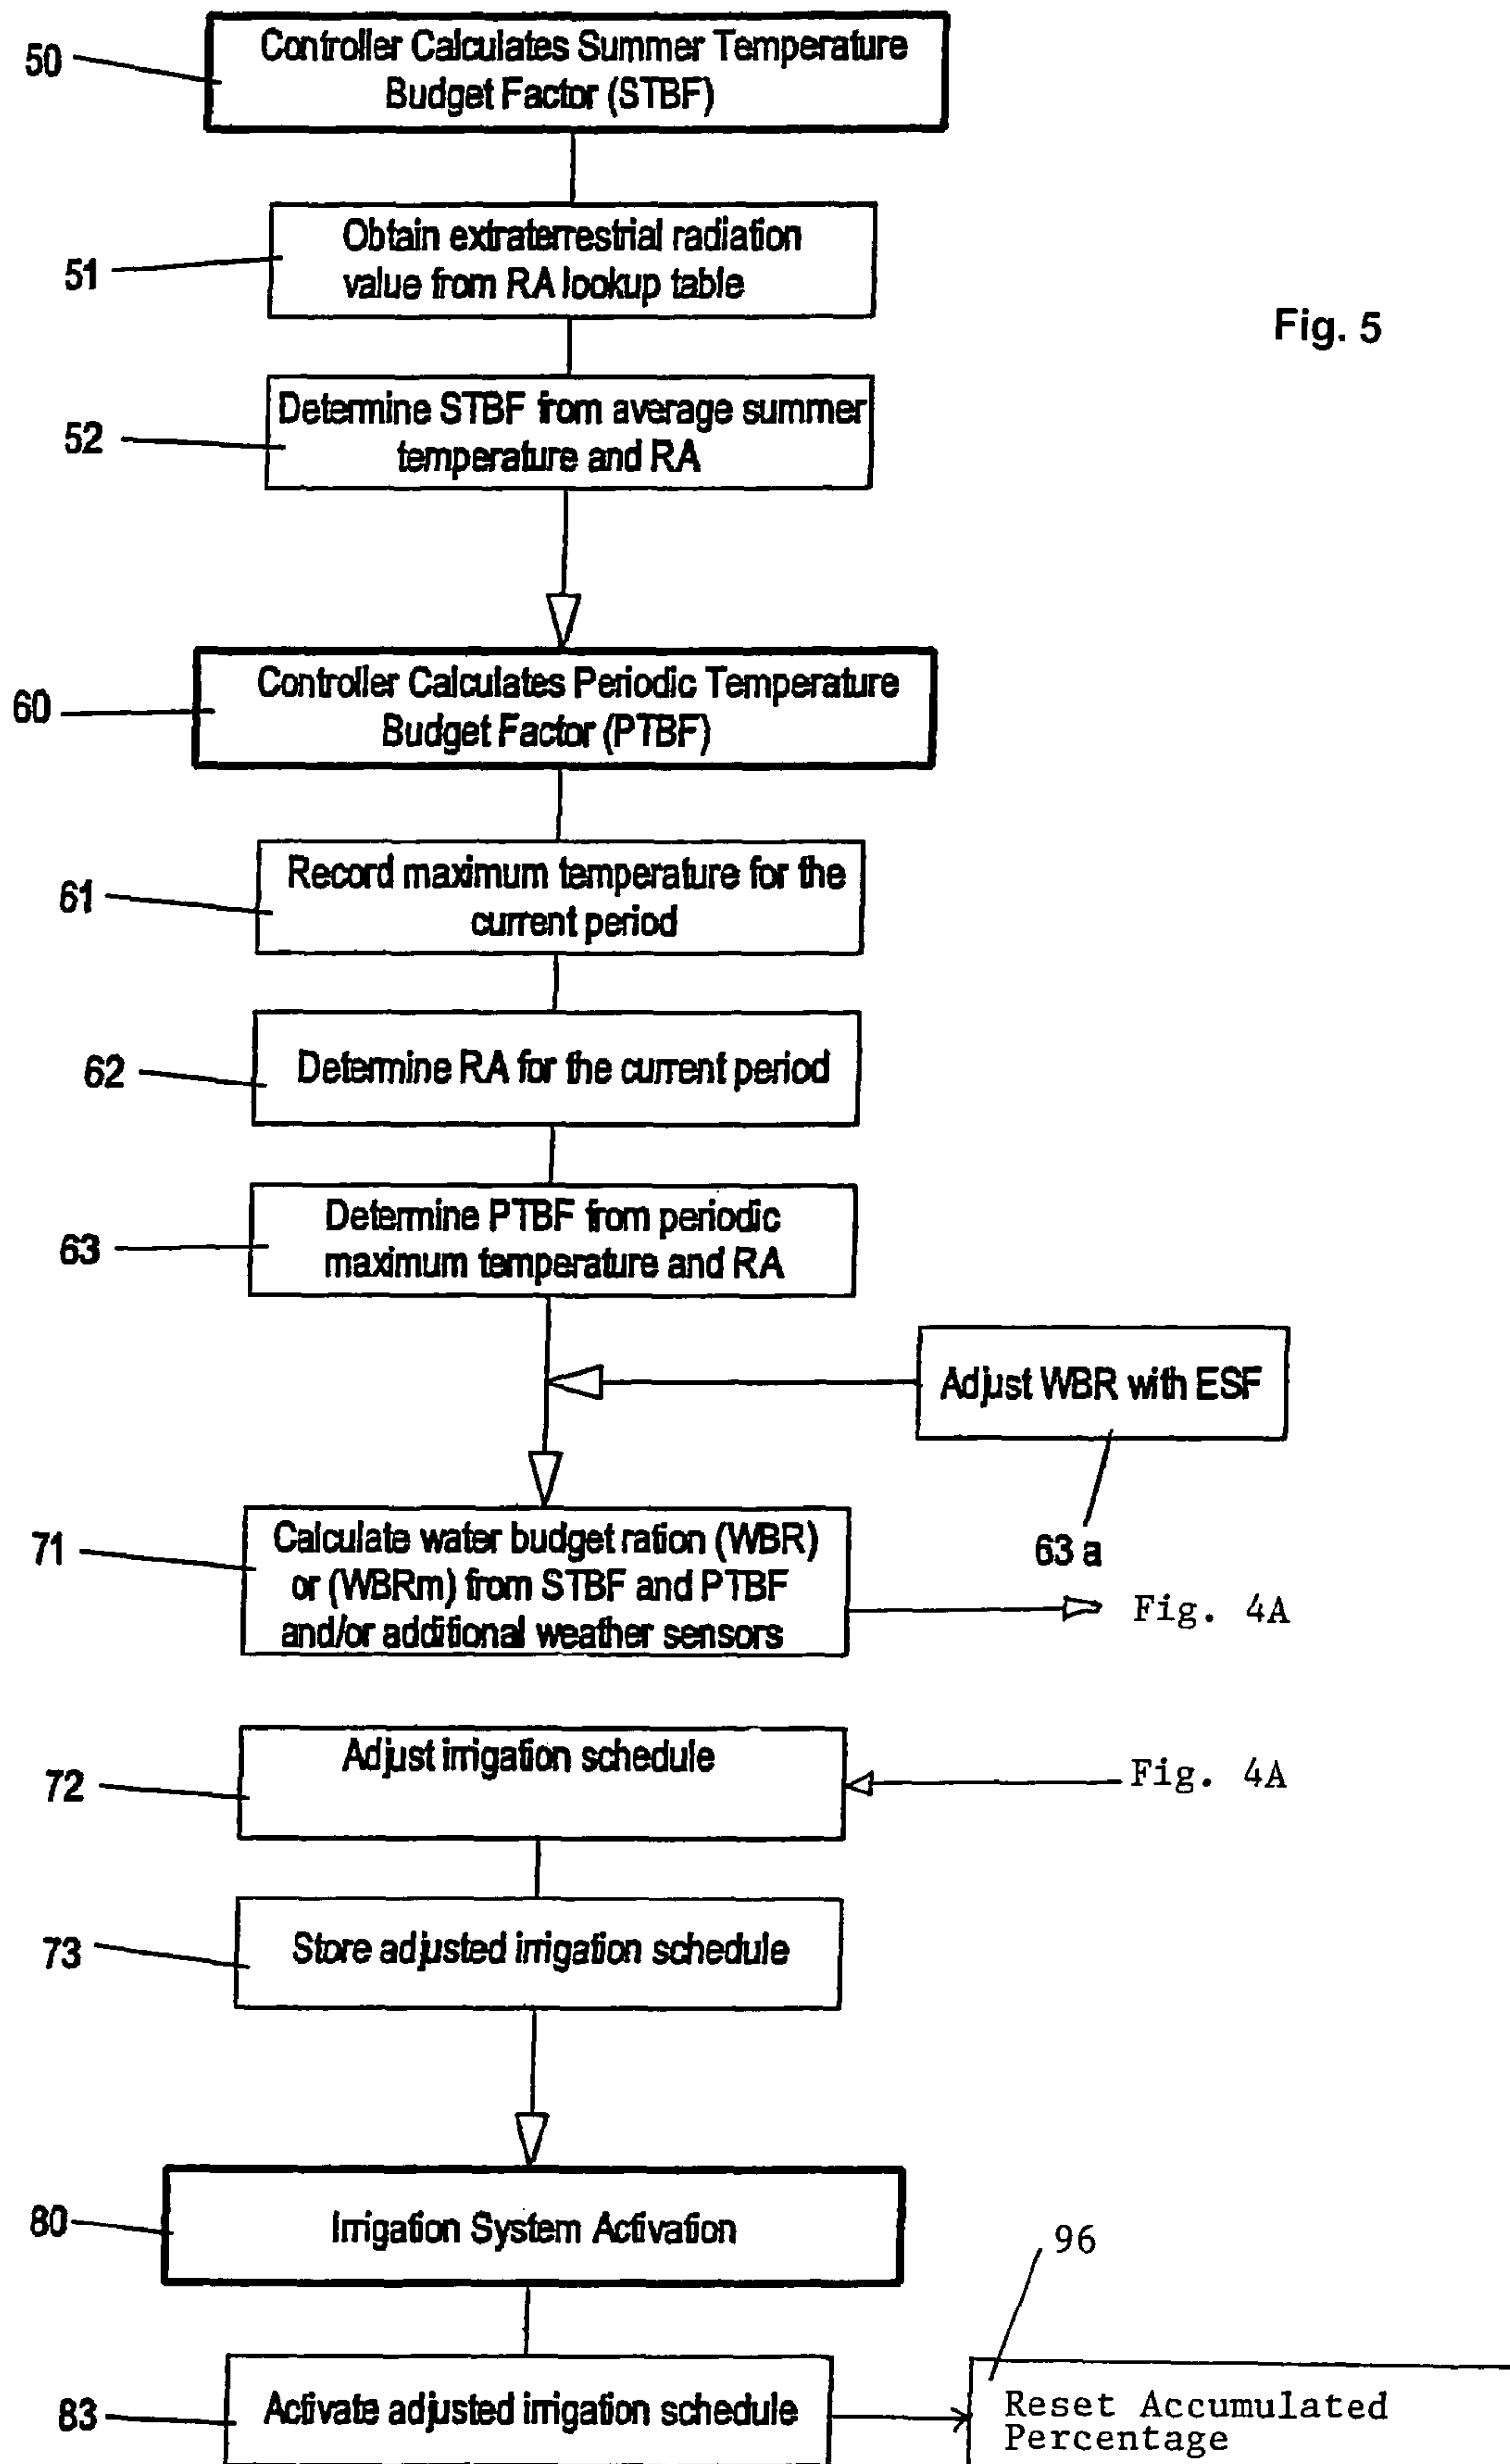 50
Controller Calculates Summer Temperature
Budget Factor (STBF)
51
Obtain extraterrestrial radiation
value from RA lookup table
Fig. 5
52
Determine STBF from average summer
temperature and RA
60
Controller Calculates Periodic Temperature
Budget Factor (PTBF)
61
Record maximum temperature for the
current period
62
Determine RA for the current period
63
Determine PTBF from periodic
maximum temperature and RA
Adjust WBR with ESF
63 a
71
Calculate water budget ration (WBR)
or (WBRm) from STBF and PTBF
and/or additional weather sensors
Fig. 4A
72
Adjust irrigation schedule
Fig. 4A
73
Store adjusted irrigation schedule
80
Irrigation System Activation
96
83
Activate adjusted irrigation schedule
Reset Accumulated
Percentage